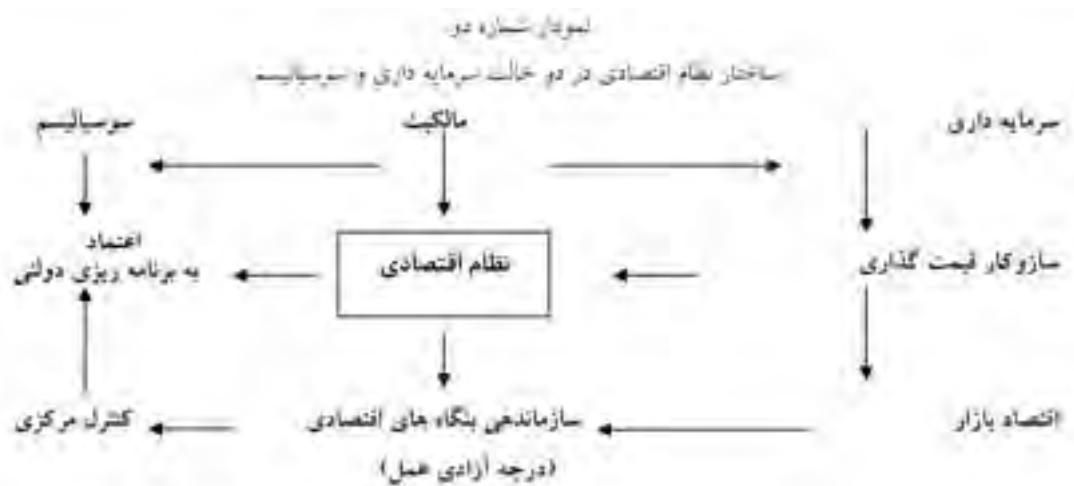 نمودار شماره دو
ساختار نظام اقتصادی در دو حالت سرمایه داری و سوسیالیسم
سرمایه داری
مالکیت
سوسیالیسم
سازوکار قیمت گذاری
نظام اقتصادی
اعتماد
به برنامه ریزی دولتی
اقتصاد بازار
سازماندهی بنگاه های اقتصادی
(درجه آزادی عمل)
کنترل مرکزی